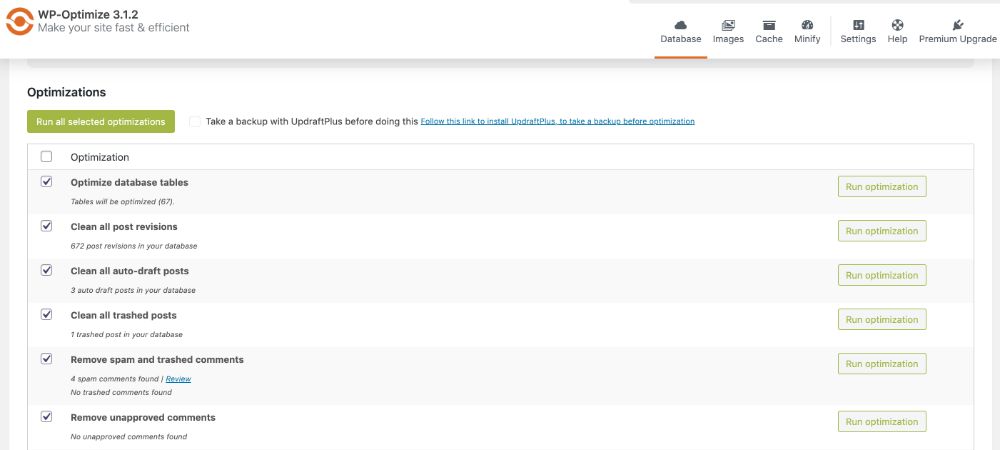 WP-Optimize 3.1.2
Make your site fast & efficient
Database Images Cache Minify Settings Help Premium Upgrade
Optimizations
Run all selected optimizations Take a backup with UpdraftPlus before doing this Follow this link to install UpdraftPlus, to take a backup before optimization
Optimization
Optimize database tables Run optimization
Tables will be optimized (67).
Clean all post revisions Run optimization
672 post revisions in your database
Clean all auto-draft posts Run optimization
3 auto draft posts in your database
Clean all trashed posts Run optimization
1 trashed post in your database
Remove spam and trashed comments Run optimization
4 spam comments found | Review
No trashed comments found
Remove unapproved comments Run optimization
No unapproved comments found